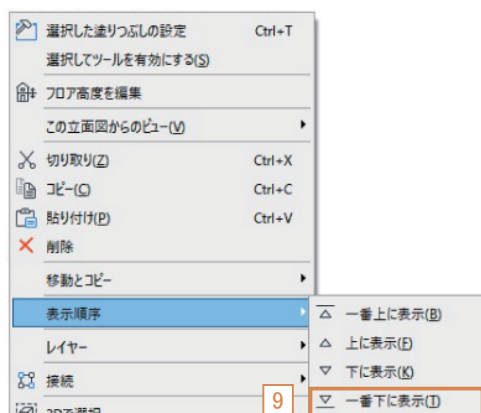 選択した塗りつぶしの設定 Ctrl+T
選択してツールを有効にする(S)
フロア高度を編集
この立面図からのビュー(V)
切り取り(Z) Ctrl+X
コピー(C) Ctrl+C
貼り付け(P) Ctrl+V
削除
移動とコピー
表示順序
レイヤー
接続
3Dで選択
一番上に表示(B)
上に表示(F)
下に表示(K)
9 一番下に表示(T)